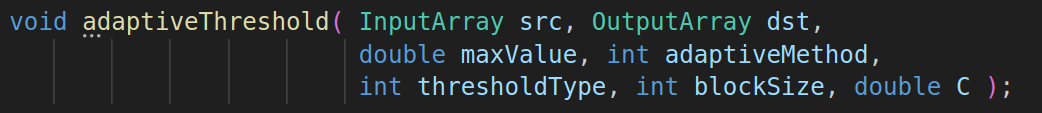 void adaptiveThreshold( InputArray src, OutputArray dst,
double maxValue, int adaptiveMethod,
int thresholdType, int blockSize, double C );